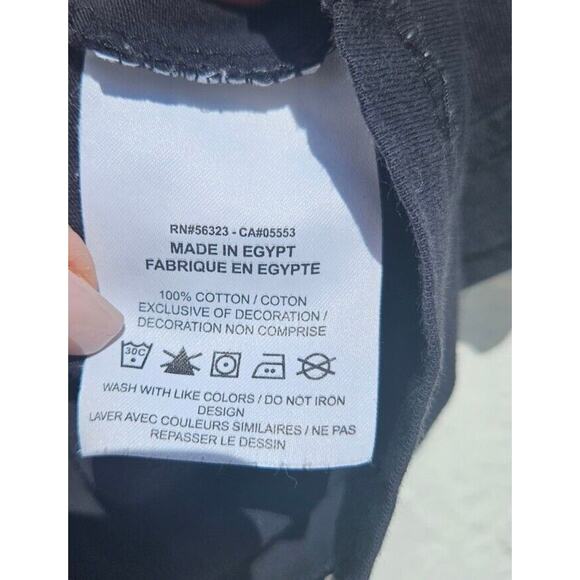 RN#56323 - CA#05553
MADE IN EGYPT
FABRIQUE EN EGYPTE
100% COTTON / COTON
EXCLUSIVE OF DECORATION /
DECORATION NON COMPRISE
30C
WASH WITH LIKE COLORS / DO NOT IRON
DESIGN
LAVER AVEC COULEURS SIMILAIRES / NE PAS
REPASSER LE DESSIN